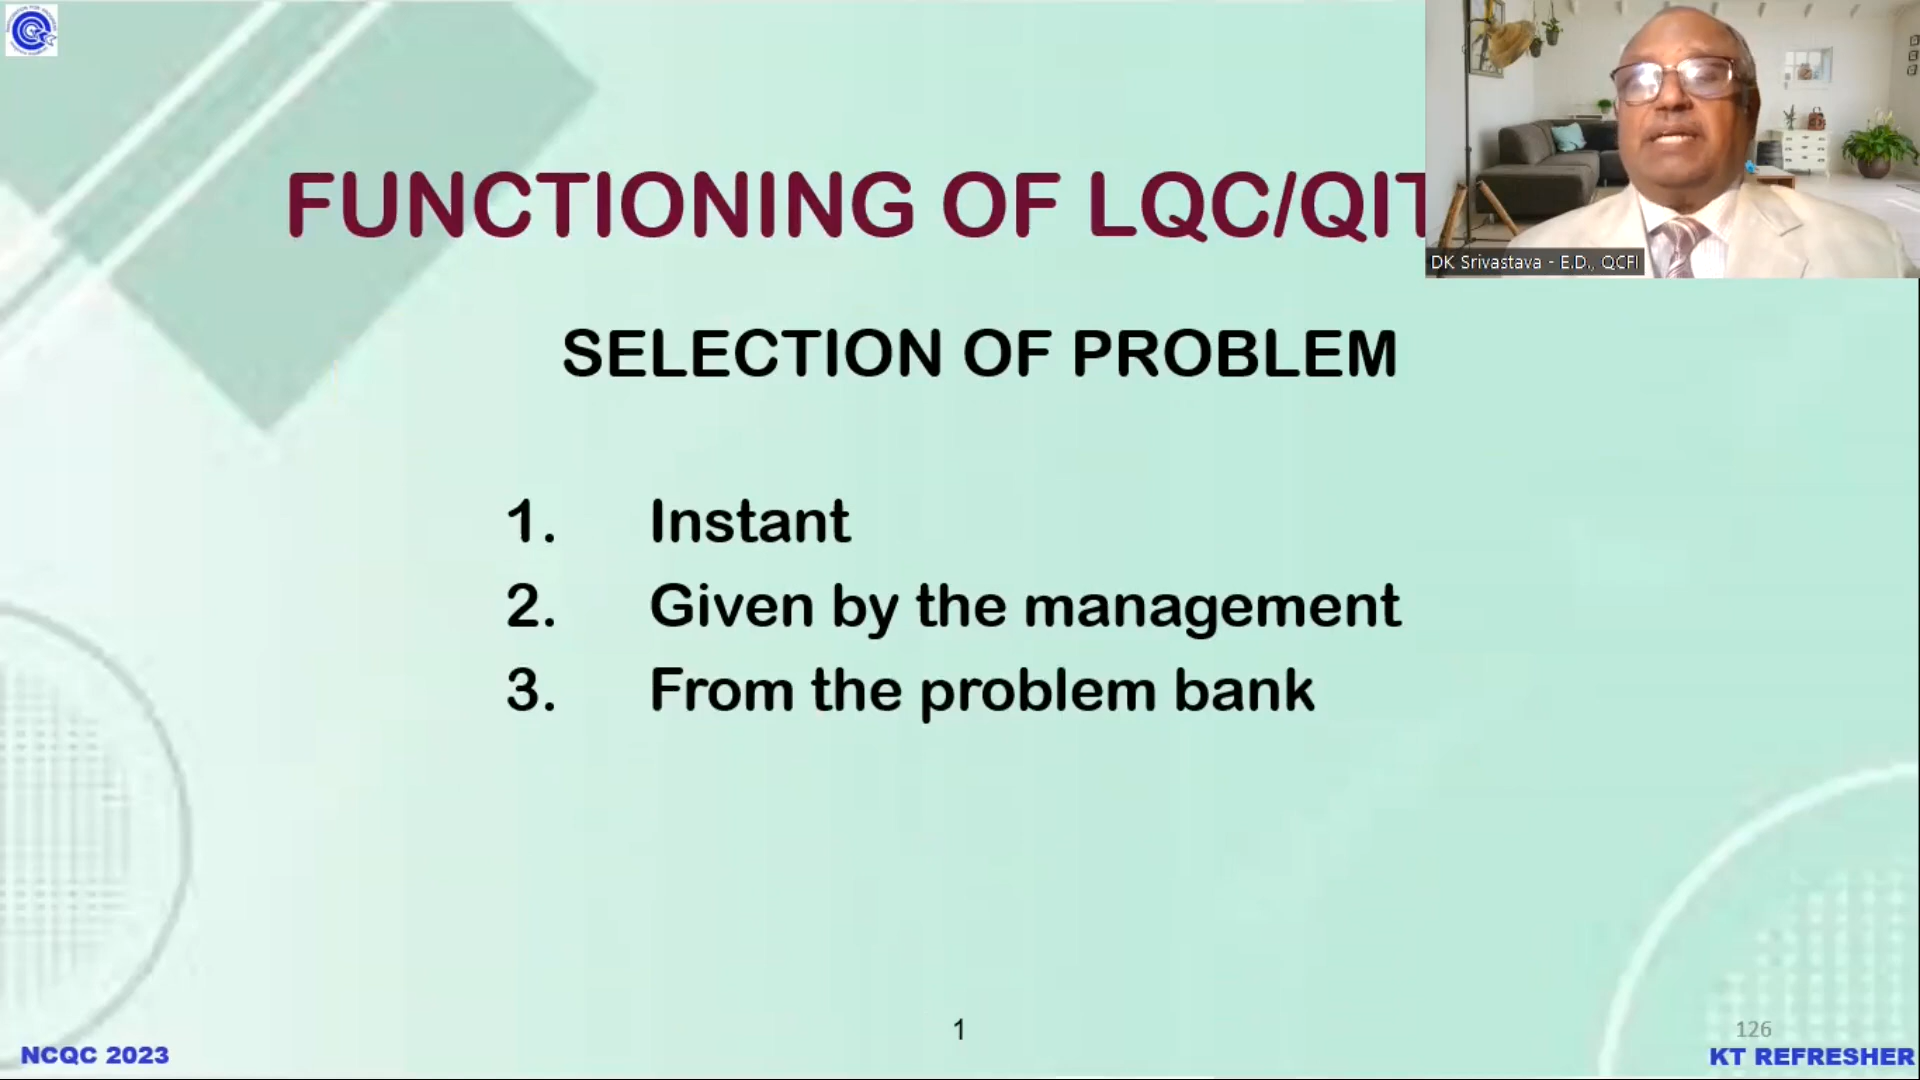 FUNCTIONING OF LQC/QIT
DK Srivastava - E.D., QCFI
SELECTION OF PROBLEM
1. Instant
2. Given by the management
3. From the problem bank
1
126
NCQC 2023
KT REFRESHER